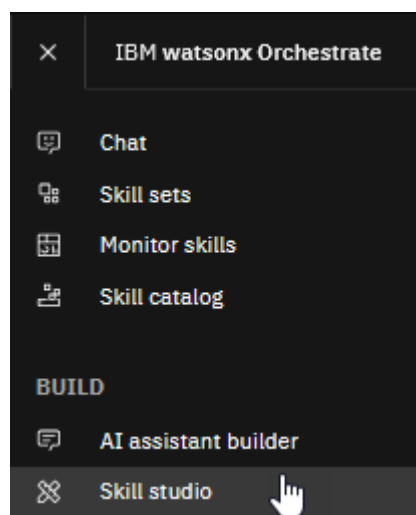 IBM watsonx Orchestrate
Chat
Skill sets
Monitor skills
Skill catalog
BUILD
AI assistant builder
Skill studio